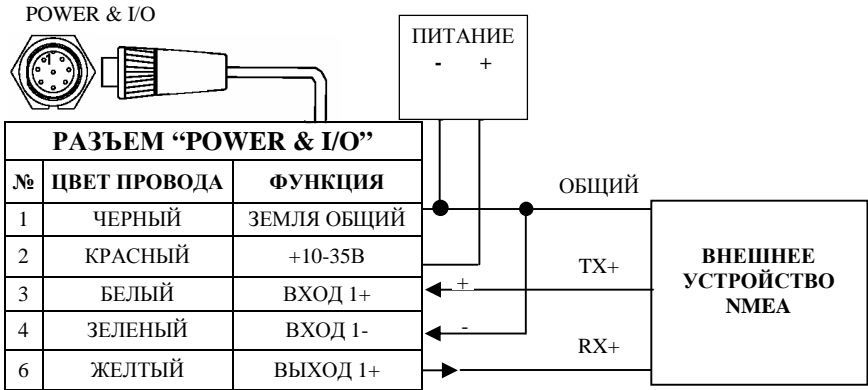 POWER & I/O
ПИТАНИЕ
- +
1
РАЗЪЕМ “POWER & I/O”
№ ЦВЕТ ПРОВОДА ФУНКЦИЯ
1 ЧЕРНЫЙ ЗЕМЛЯ ОБЩИЙ
2 КРАСНЫЙ +10-35В
3 БЕЛЫЙ ВХОД 1+
4 ЗЕЛЕНЫЙ ВХОД 1-
6 ЖЕЛТЫЙ ВЫХОД 1+
ОБЩИЙ
+
TX+
-
RX+
ВНЕШНЕЕ
УСТРОЙСТВО
NMEA